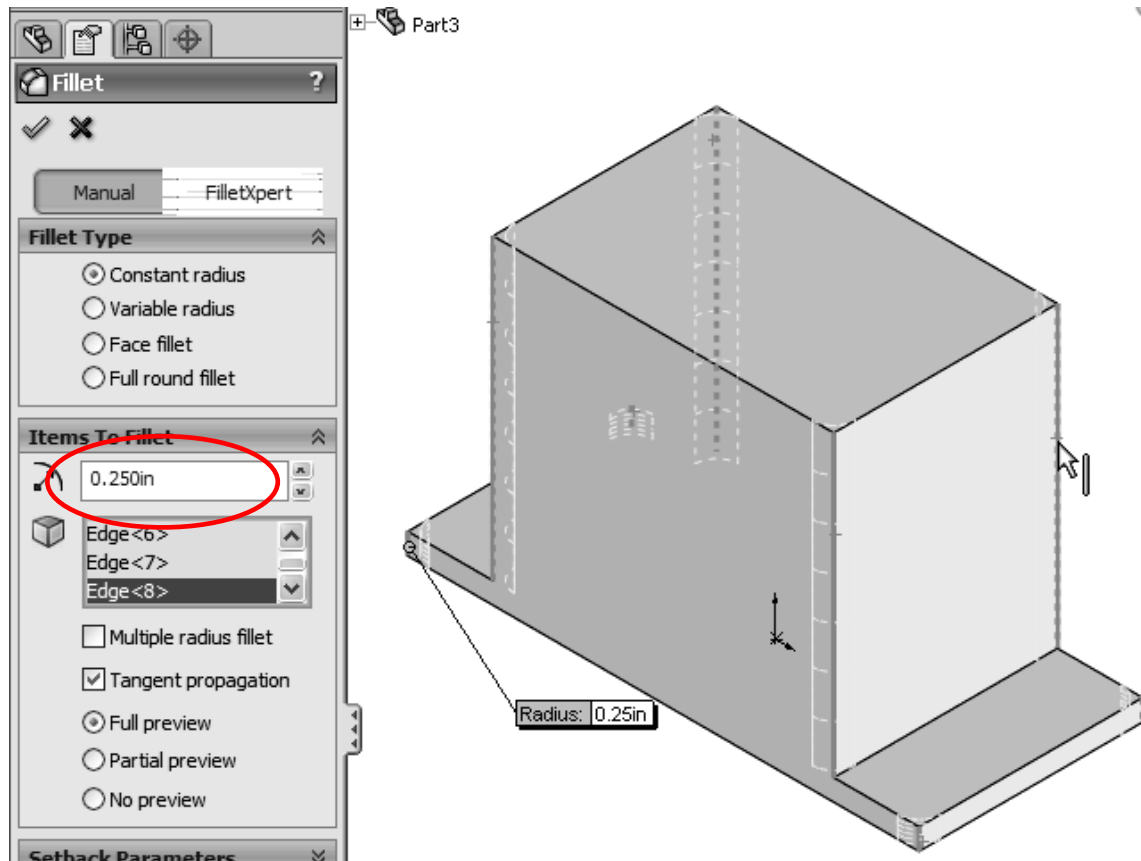 Part3
Fillet ?
Manual FilletXpert
Fillet Type
Constant radius
Variable radius
Face fillet
Full round fillet
Items To Fillet
0.250in
Edge<6>
Edge<7>
Edge<8>
Multiple radius fillet
Tangent propagation
Full preview
Partial preview
No preview
Setback Parameters
Radius: 0.25in